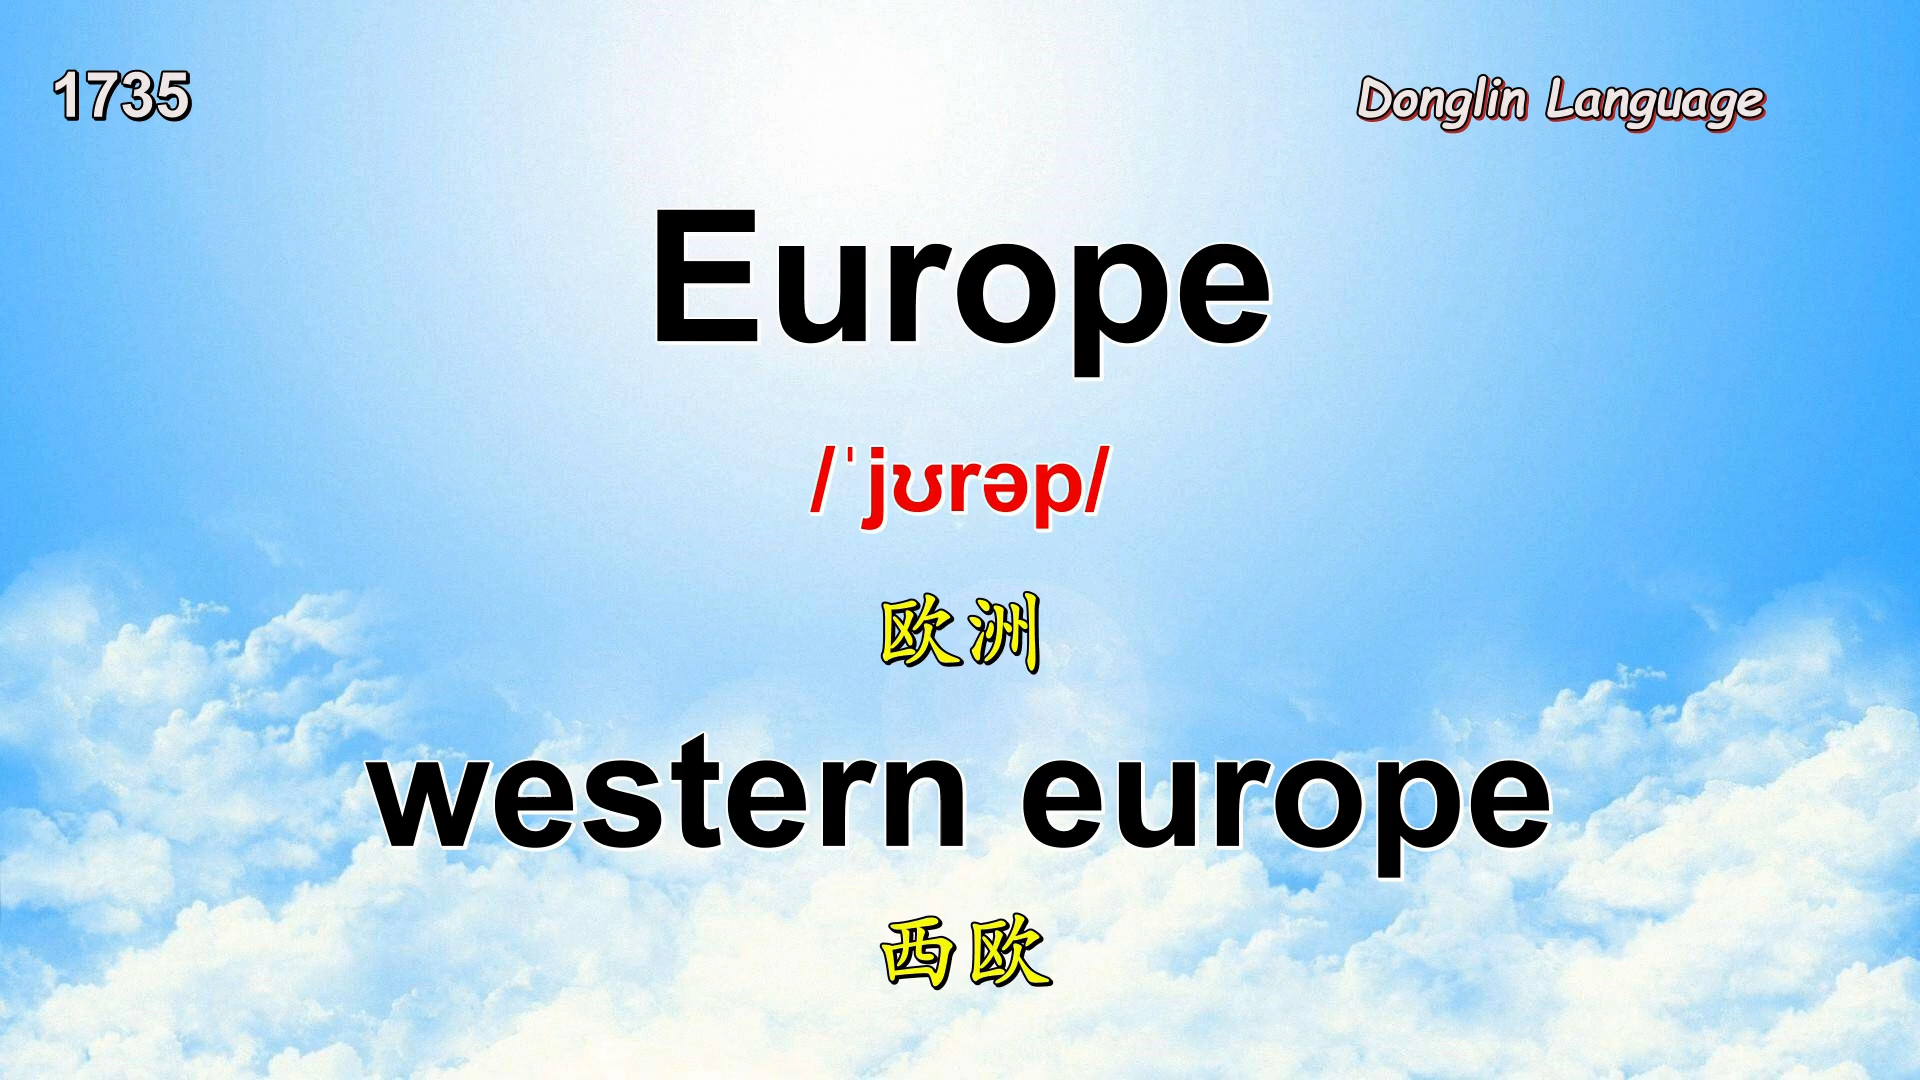 1735
Donglin Language
Europe
/ˈjʊrəp/
欧洲
western europe
西欧